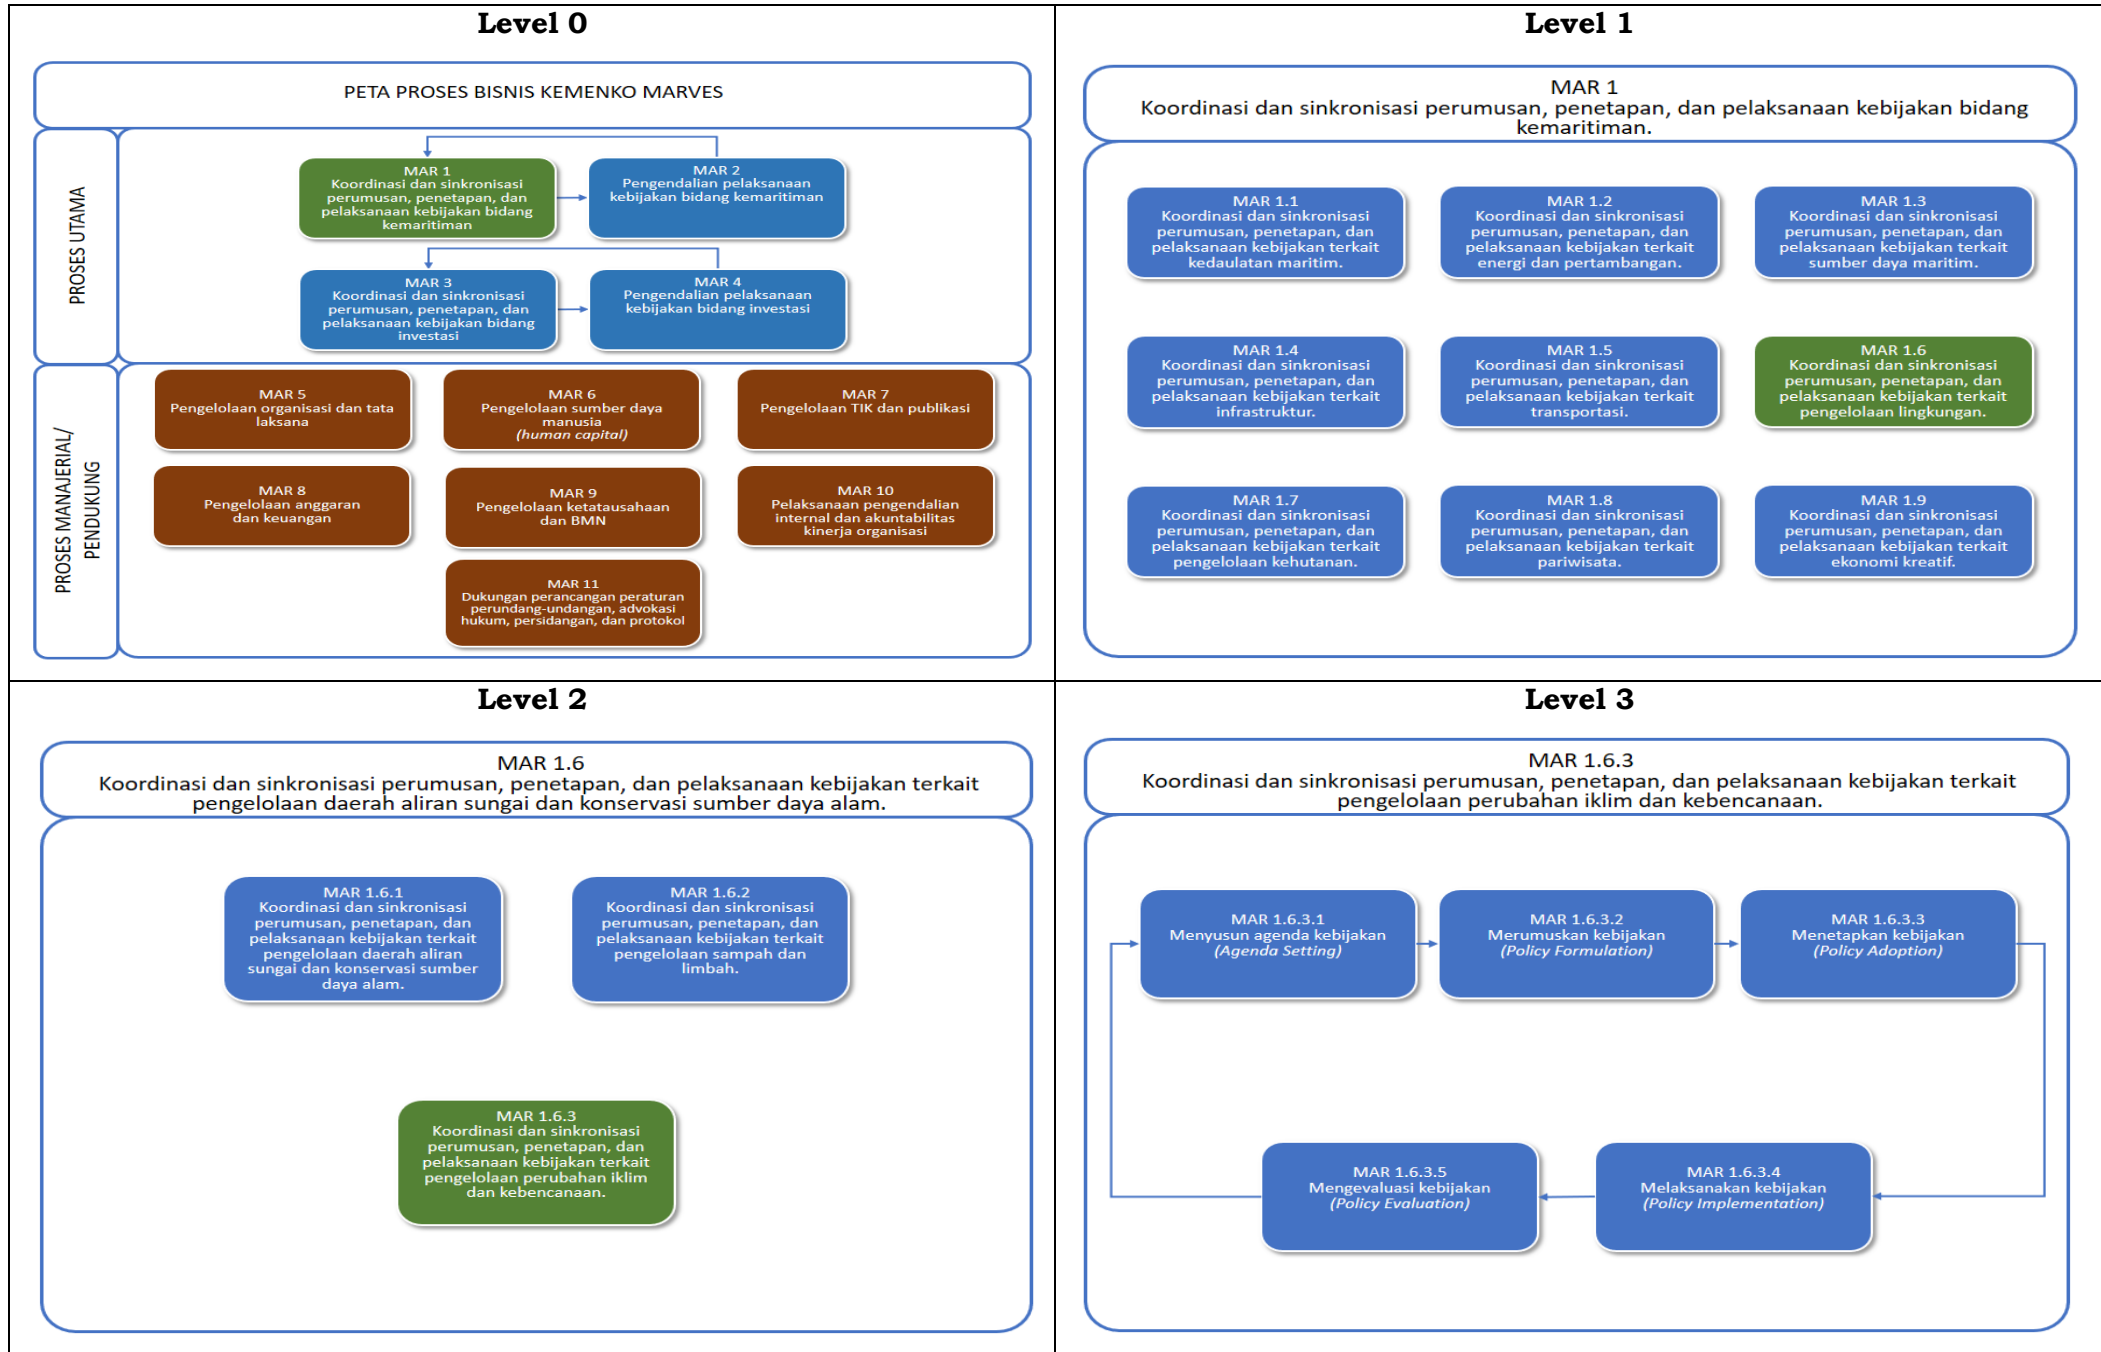 Level 0
PETA PROSES BISNIS KEMENKO MARVES
PROSES UTAMA
MAR 1
Koordinasi dan sinkronisasi
perumusan, penetapan, dan
pelaksanaan kebijakan bidang
kemaritiman
MAR 2
Pengendalian pelaksanaan
kebijakan bidang kemaritiman
MAR 3
Koordinasi dan sinkronisasi
perumusan, penetapan, dan
pelaksanaan kebijakan bidang
investasi
MAR 4
Pengendalian pelaksanaan
kebijakan bidang investasi
PROSES MANAJERIAL/
PENDUKUNG
MAR 5
Pengelolaan organisasi dan tata
laksana
MAR 6
Pengelolaan sumber daya
manusia
(human capital)
MAR 7
Pengelolaan TIK dan publikasi
MAR 8
Pengelolaan anggaran
dan keuangan
MAR 9
Pengelolaan ketatausahaan
dan BMN
MAR 10
Pelaksanaan pengendalian
internal dan akuntabilitas
kinerja organisasi
MAR 11
Dukungan perancangan peraturan
perundang-undangan, advokasi
hukum, persidangan, dan protokol
Level 1
MAR 1
Koordinasi dan sinkronisasi perumusan, penetapan, dan pelaksanaan kebijakan bidang
kemaritiman.
MAR 1.1
Koordinasi dan sinkronisasi
perumusan, penetapan, dan
pelaksanaan kebijakan terkait
kedaulatan maritim.
MAR 1.2
Koordinasi dan sinkronisasi
perumusan, penetapan, dan
pelaksanaan kebijakan terkait
energi dan pertambangan.
MAR 1.3
Koordinasi dan sinkronisasi
perumusan, penetapan, dan
pelaksanaan kebijakan terkait
sumber daya maritim.
MAR 1.4
Koordinasi dan sinkronisasi
perumusan, penetapan, dan
pelaksanaan kebijakan terkait
infrastruktur.
MAR 1.5
Koordinasi dan sinkronisasi
perumusan, penetapan, dan
pelaksanaan kebijakan terkait
transportasi.
MAR 1.6
Koordinasi dan sinkronisasi
perumusan, penetapan, dan
pelaksanaan kebijakan terkait
pengelolaan lingkungan.
MAR 1.7
Koordinasi dan sinkronisasi
perumusan, penetapan, dan
pelaksanaan kebijakan terkait
pengelolaan kehutanan.
MAR 1.8
Koordinasi dan sinkronisasi
perumusan, penetapan, dan
pelaksanaan kebijakan terkait
pariwisata.
MAR 1.9
Koordinasi dan sinkronisasi
perumusan, penetapan, dan
pelaksanaan kebijakan terkait
ekonomi kreatif.
Level 2
MAR 1.6
Koordinasi dan sinkronisasi perumusan, penetapan, dan pelaksanaan kebijakan terkait
pengelolaan daerah aliran sungai dan konservasi sumber daya alam.
MAR 1.6.1
Koordinasi dan sinkronisasi
perumusan, penetapan, dan
pelaksanaan kebijakan terkait
pengelolaan daerah aliran
sungai dan konservasi sumber
daya alam.
MAR 1.6.2
Koordinasi dan sinkronisasi
perumusan, penetapan, dan
pelaksanaan kebijakan terkait
pengelolaan sampah dan
limbah.
MAR 1.6.3
Koordinasi dan sinkronisasi
perumusan, penetapan, dan
pelaksanaan kebijakan terkait
pengelolaan perubahan iklim
dan kebencanaan.
Level 3
MAR 1.6.3
Koordinasi dan sinkronisasi perumusan, penetapan, dan pelaksanaan kebijakan terkait
pengelolaan perubahan iklim dan kebencanaan.
MAR 1.6.3.1
Menyusun agenda kebijakan
(Agenda Setting)
MAR 1.6.3.2
Merumuskan kebijakan
(Policy Formulation)
MAR 1.6.3.3
Menetapkan kebijakan
(Policy Adoption)
MAR 1.6.3.5
Mengevaluasi kebijakan
(Policy Evaluation)
MAR 1.6.3.4
Melaksanakan kebijakan
(Policy Implementation)